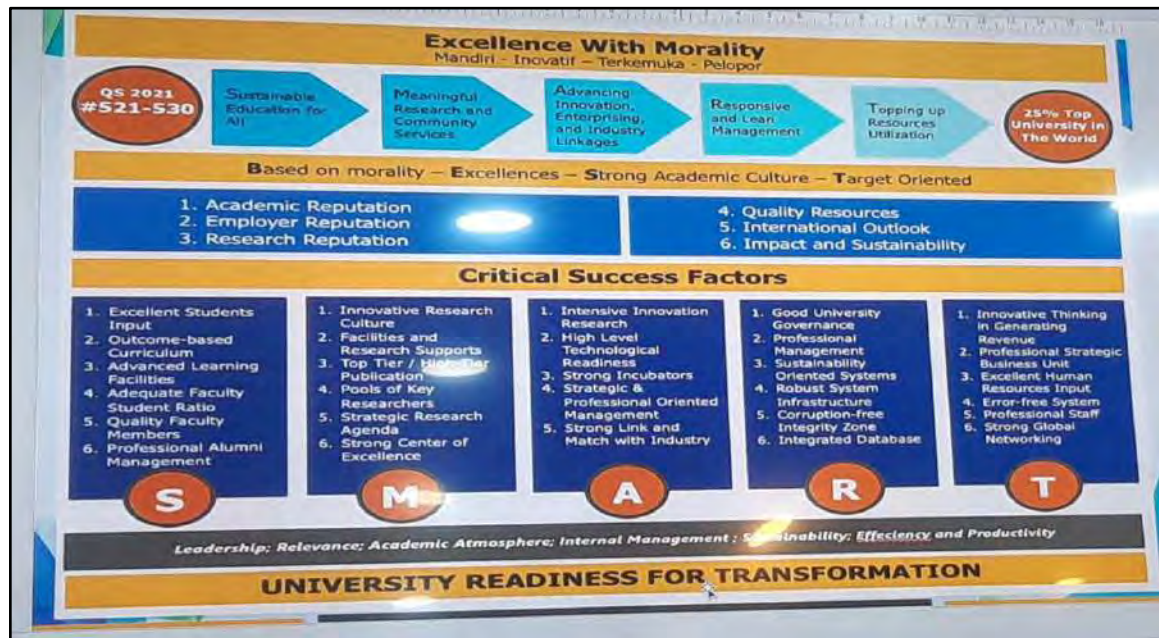 Excellence With Morality
Mandiri - Inovatif – Terkemuka - Pelopor
QS 2021
#521-530
Sustainable
Education for
All
Meaningful
Research and
Community
Services
Advancing
Innovation,
Enterprising,
and Industry
Linkages
Responsive
and Lean
Management
Topping up
Resources
Utilization
25% Top
University in
The World
Based on morality – Excellences – Strong Academic Culture – Target Oriented
1. Academic Reputation
2. Employer Reputation
3. Research Reputation
4. Quality Resources
5. International Outlook
6. Impact and Sustainability
Critical Success Factors
1. Excellent Students
Input
2. Outcome-based
Curriculum
3. Advanced Learning
Facilities
4. Adequate Faculty
Student Ratio
5. Quality Faculty
Members
6. Professional Alumni
Management
S
1. Innovative Research
Culture
2. Facilities and
Research Supports
3. Top Tier / High-Tier
Publication
4. Pools of Key
Researchers
5. Strategic Research
Agenda
6. Strong Center of
Excellence
M
1. Intensive Innovation
Research
2. High Level
Technological
Readiness
3. Strong Incubators
4. Strategic &
Professional Oriented
Management
5. Strong Link and
Match with Industry
A
1. Good University
Governance
2. Professional
Management
3. Sustainability
Oriented Systems
4. Robust System
Infrastructure
5. Corruption-free
Integrity Zone
6. Integrated Database
R
1. Innovative Thinking
in Generating
Revenue
2. Professional Strategic
Business Unit
3. Excellent Human
Resources Input
4. Error-free System
5. Professional Staff
6. Strong Global
Networking
T
Leadership; Relevance; Academic Atmosphere; Internal Management ; Sustainability; Effeciency and Productivity
UNIVERSITY READINESS FOR TRANSFORMATION